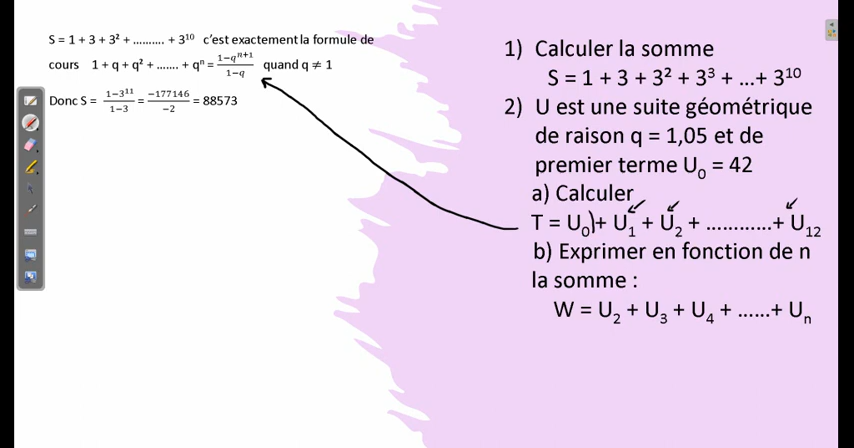 S = 1 + 3 + 3² + .......... + 3¹⁰ c'est exactement la formule de
cours 1 + q + q² + ....... + qⁿ = (1−qⁿ⁺¹)/(1−q) quand q ≠ 1
Donc S = (1−3¹¹)/(1−3) = (−177146)/(−2) = 88573
1) Calculer la somme
S = 1 + 3 + 3² + 3³ + ...+ 3¹⁰
2) U est une suite géométrique
de raison q = 1,05 et de
premier terme U₀ = 42
a) Calculer
T = U₀)+ U₁ + U₂ + ............+ U₁₂
b) Exprimer en fonction de n
la somme :
W = U₂ + U₃ + U₄ + ......+ Uₙ